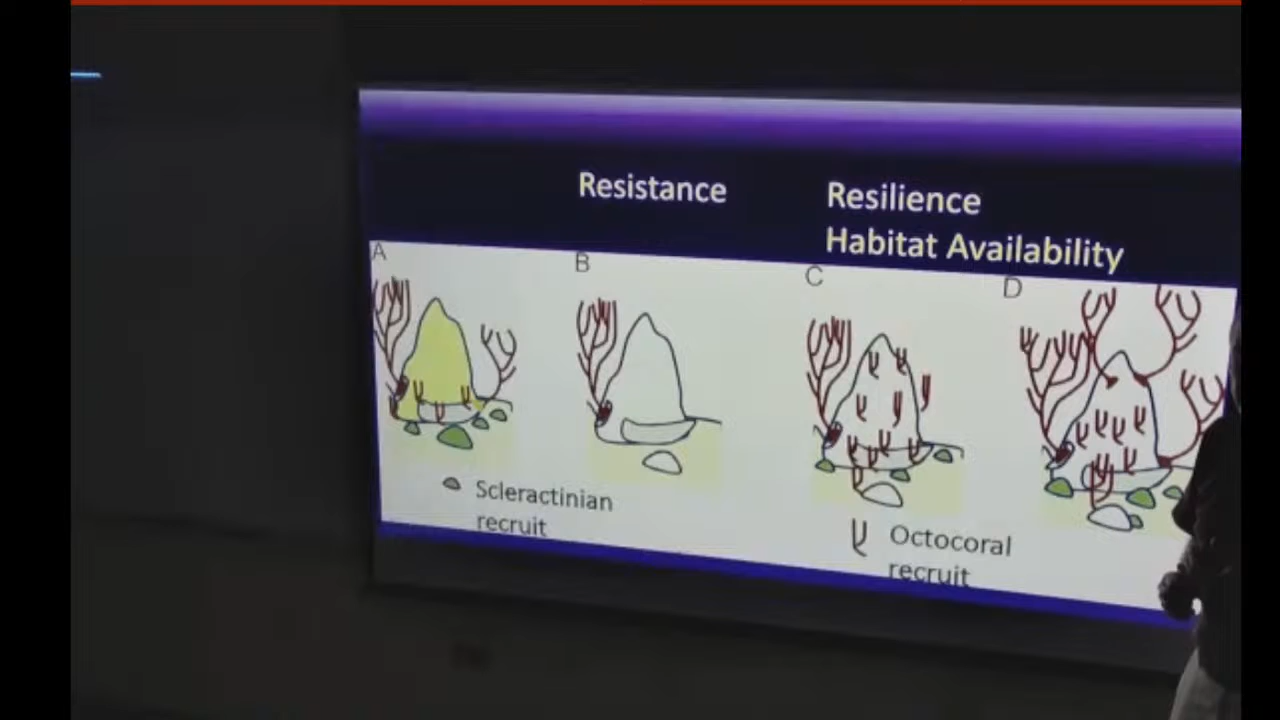 Resistance
Resilience
Habitat Availability
A
B
C
D
Scleractinian
recruit
Octocoral
recruit